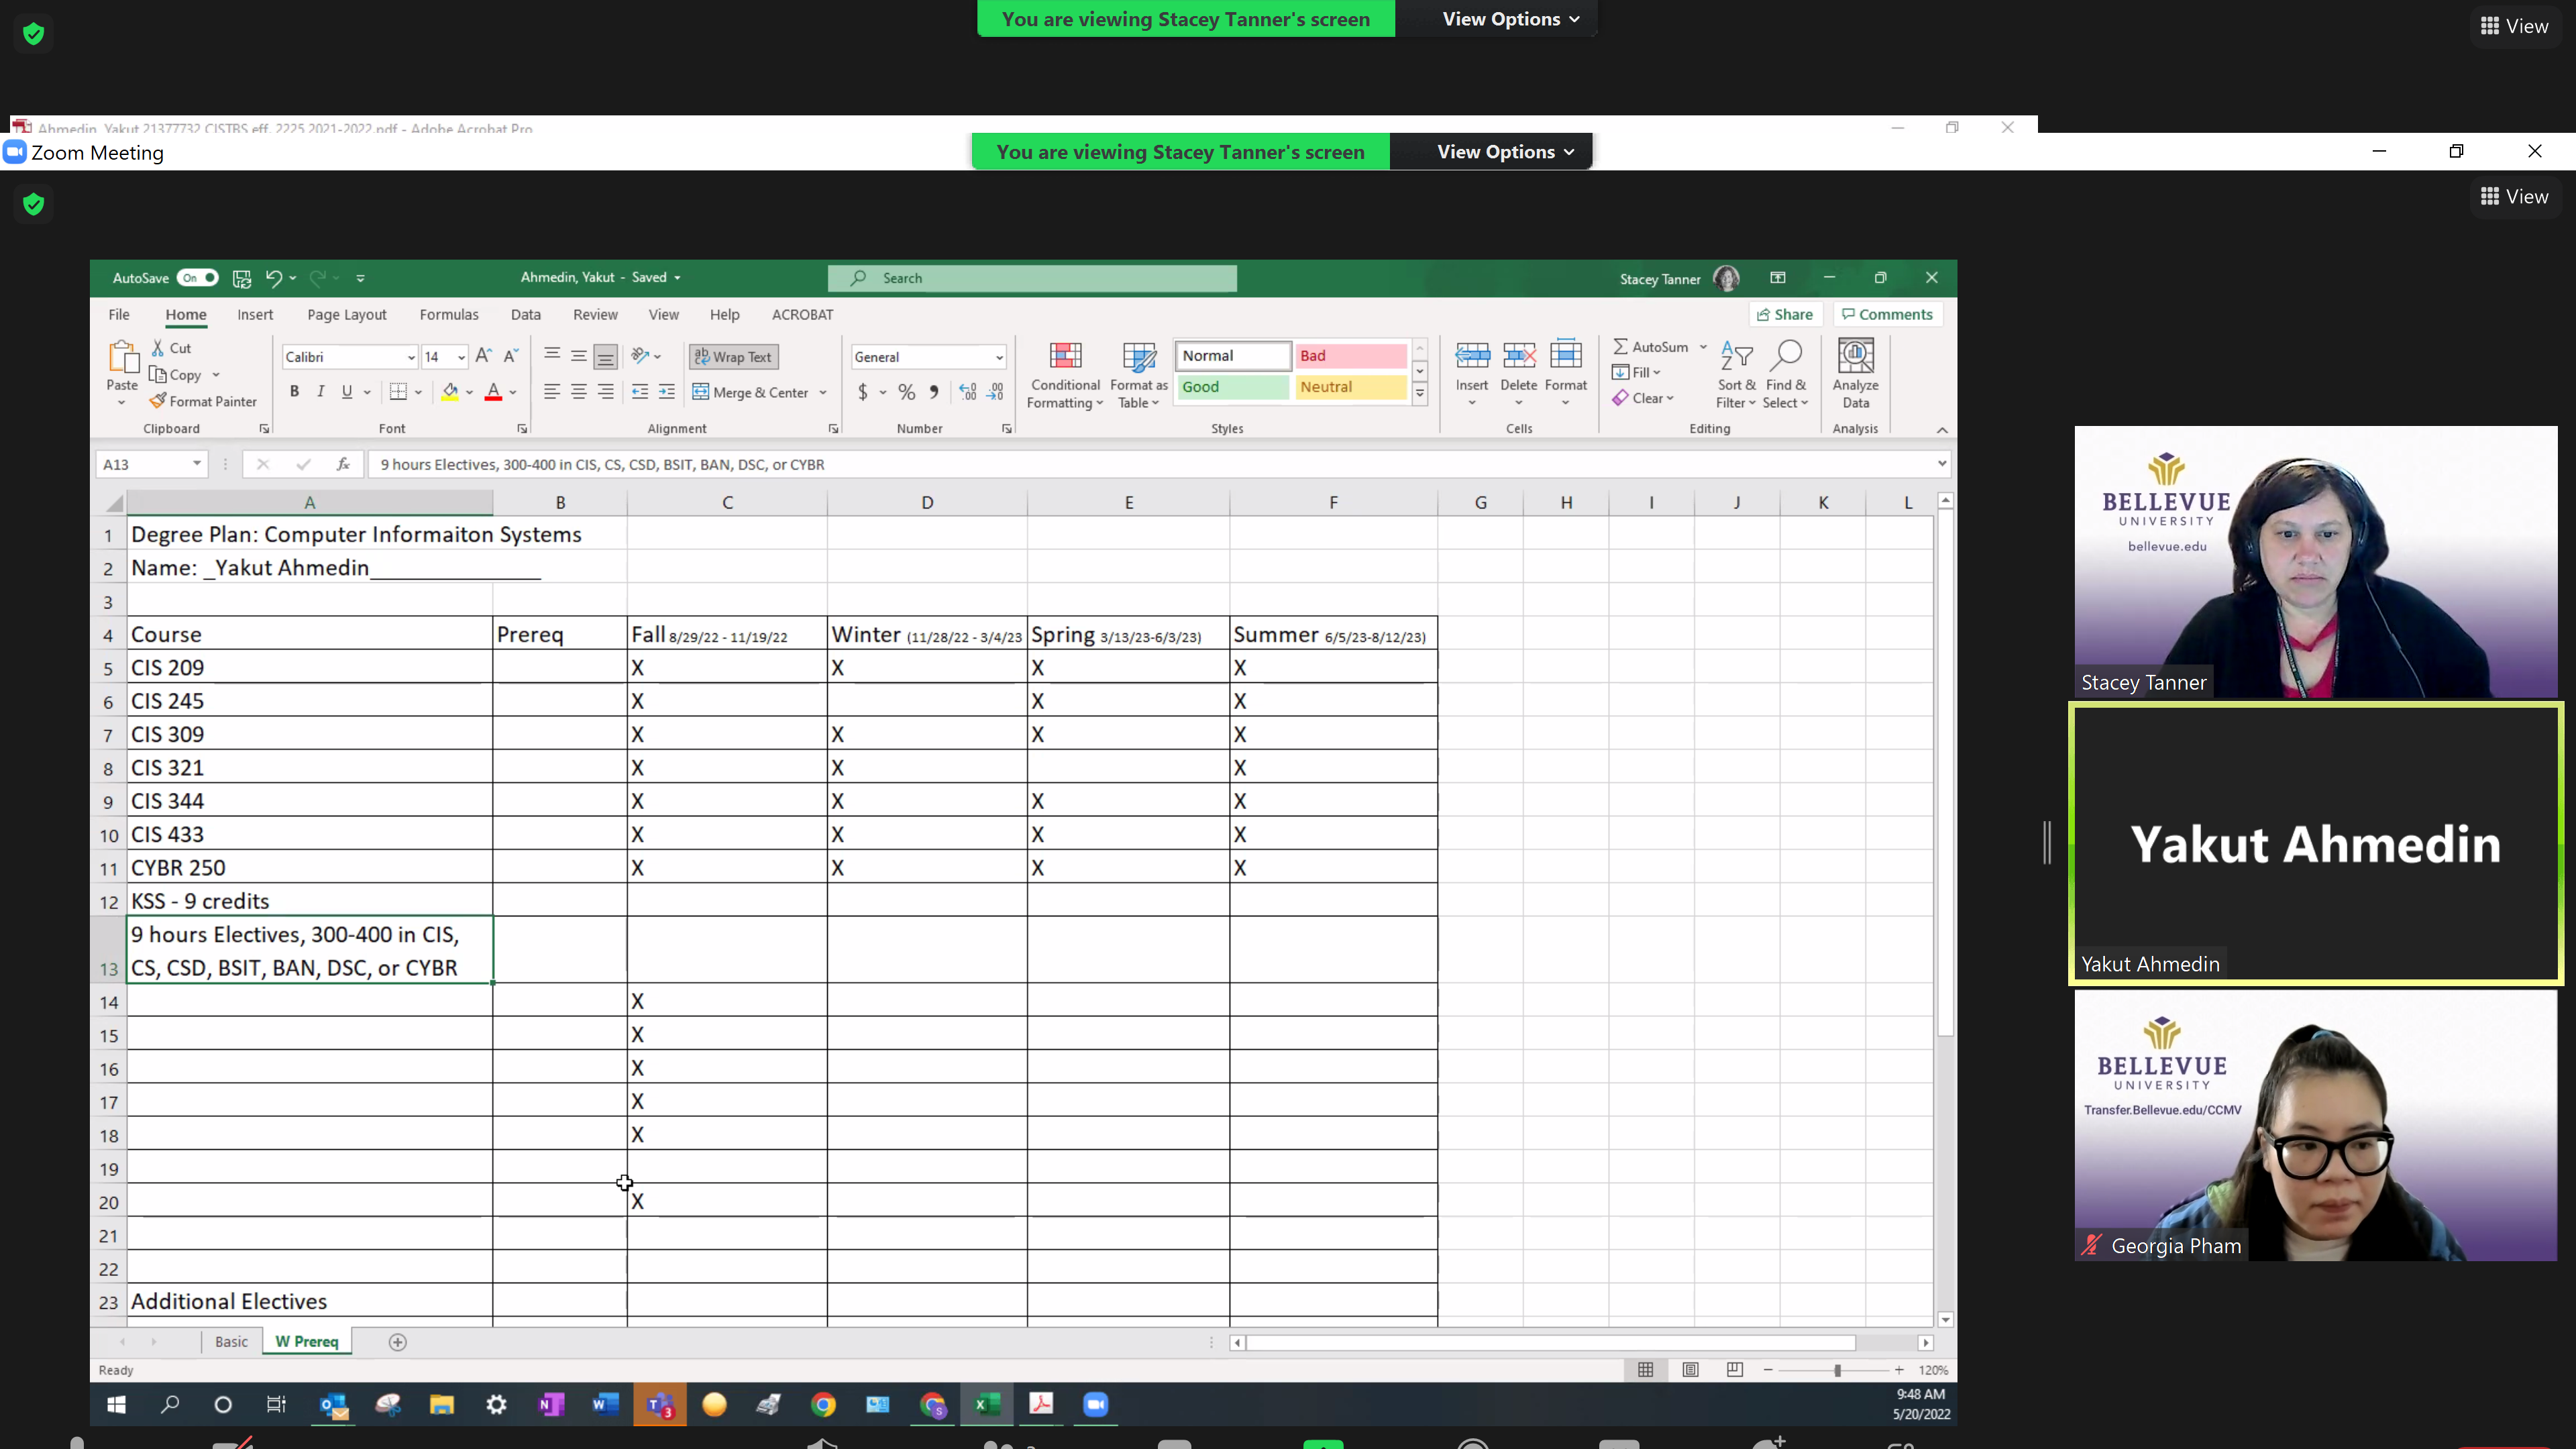 You are viewing Stacey Tanner's screen View Options
View
Ahmedin, Yakut 21377732 CISTBS eff. 2225 2021-2022.pdf - Adobe Acrobat Pro
Zoom Meeting
You are viewing Stacey Tanner's screen View Options
View
AutoSave On Ahmedin, Yakut - Saved Search Stacey Tanner
File Home Insert Page Layout Formulas Data Review View Help ACROBAT Share Comments
Paste Cut Copy Format Painter
Calibri 14
B I U
Wrap Text
Merge & Center
General
$ % 9
Conditional Formatting
Format as Table
Normal Bad
Good Neutral
Insert Delete Format
AutoSum
Fill
Clear
Sort & Filter
Find & Select
Analyze Data
Clipboard Font Alignment Number Styles Cells Editing Analysis
A13 fx 9 hours Electives, 300-400 in CIS, CS, CSD, BSIT, BAN, DSC, or CYBR
A B C D E F G H I J K L
1 Degree Plan: Computer Informaiton Systems
2 Name: _Yakut Ahmedin_______________
3
4 Course Prereq Fall 8/29/22 - 11/19/22 Winter (11/28/22 - 3/4/23 Spring 3/13/23-6/3/23) Summer 6/5/23-8/12/23)
5 CIS 209 X X X X
6 CIS 245 X X X
7 CIS 309 X X X X
8 CIS 321 X X X
9 CIS 344 X X X X
10 CIS 433 X X X X
11 CYBR 250 X X X X
12 KSS - 9 credits
9 hours Electives, 300-400 in CIS,
13 CS, CSD, BSIT, BAN, DSC, or CYBR
14 X
15 X
16 X
17 X
18 X
19
20 X
21
22
23 Additional Electives
Basic W Prereq
Ready 120%
3
9:48 AM
5/20/2022
BELLEVUE
UNIVERSITY
bellevue.edu
Stacey Tanner
Yakut Ahmedin
Yakut Ahmedin
BELLEVUE
UNIVERSITY
Transfer.Bellevue.edu/CCMV
Georgia Pham